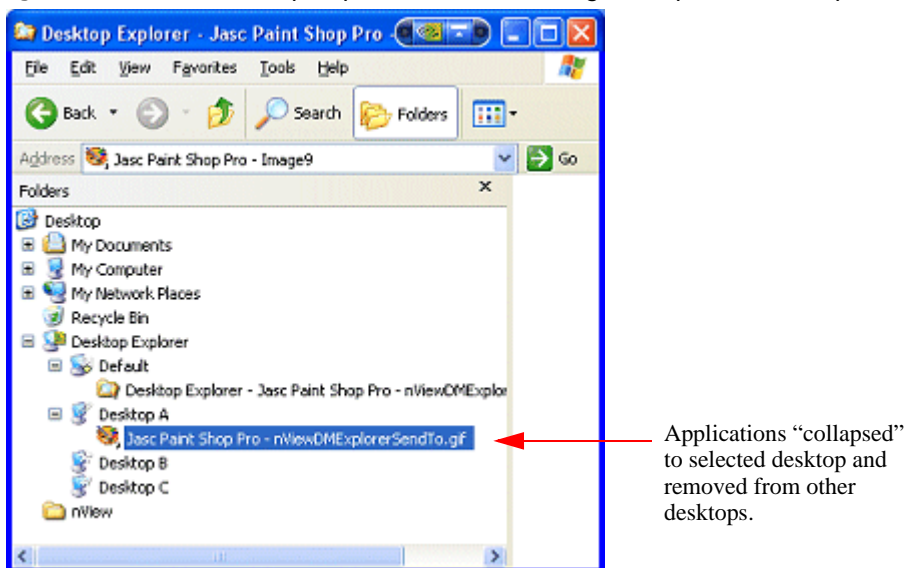 Desktop Explorer - Jasc Paint Shop Pro -
File Edit View Favorites Tools Help
Back Search Folders
Address Jasc Paint Shop Pro - Image9 Go
Folders x
Desktop
My Documents
My Computer
My Network Places
Recycle Bin
Desktop Explorer
Default
Desktop Explorer - Jasc Paint Shop Pro - nViewDMExplor
Desktop A
Jasc Paint Shop Pro - nViewDMExplorerSendTo.gif
Desktop B
Desktop C
nView
Applications “collapsed”
to selected desktop and
removed from other
desktops.